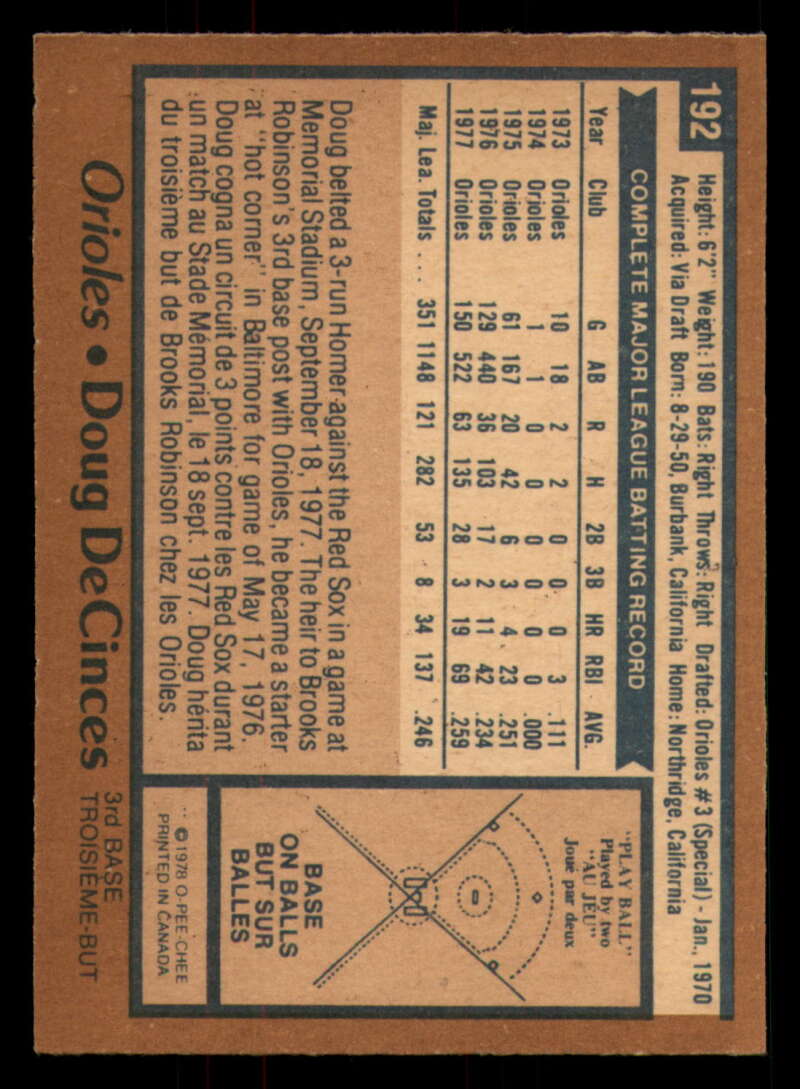 192
Height: 6'2" Weight: 190 Bats: Right Throws: Right Drafted: Orioles #3 (Special) - Jan., 1970
Acquired: Via Draft Born: 8-29-50, Burbank, California Home: Northridge, California
COMPLETE MAJOR LEAGUE BATTING RECORD
Year Club G AB R H 2B 3B HR RBI AVG.
1973 Orioles 10 18 2 2 0 0 0 3 .111
1974 Orioles 1 1 0 0 0 0 0 0 .000
1975 Orioles 61 167 20 42 6 3 4 23 .251
1976 Orioles 129 440 36 103 17 2 11 42 .234
1977 Orioles 150 522 63 135 28 3 19 69 .259
Maj. Lea. Totals ... 351 1148 121 282 53 8 34 137 .246
Doug belted a 3-run Homer against the Red Sox in a game at
Memorial Stadium, September 18, 1977. The heir to Brooks
Robinson's 3rd base post with Orioles, he became a starter
at "hot corner" in Baltimore for game of May 17, 1976.
Doug cogna un circuit de 3 points contre les Red Sox durant
un match au Stade Mémorial, le 18 sept. 1977. Doug hérita
du troisième but de Brooks Robinson chez les Orioles.
"PLAY BALL"
Played by two
"AU JEU"
Joué par deux
BASE
ON BALLS
BUT SUR
BALLES
** ©1978 O-PEE-CHEE
PRINTED IN CANADA
Orioles • Doug DeCinces
3rd BASE
TROISIÈME-BUT